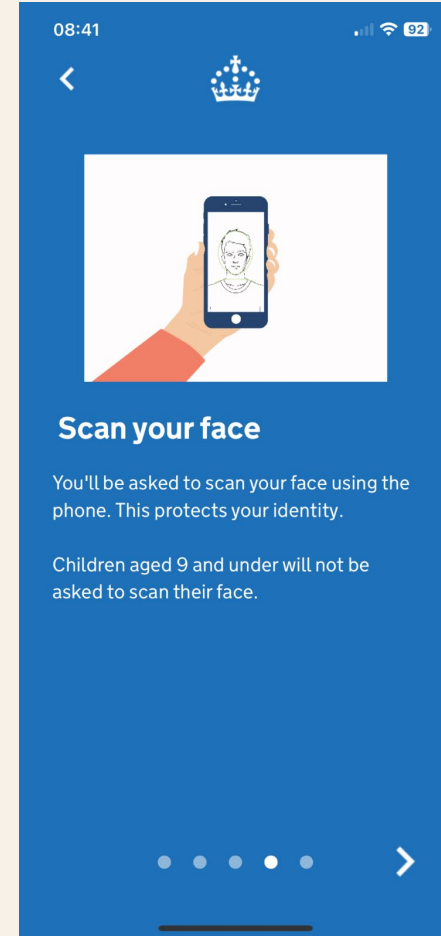 08:41
92
Scan your face
You'll be asked to scan your face using the
phone. This protects your identity.
Children aged 9 and under will not be
asked to scan their face.